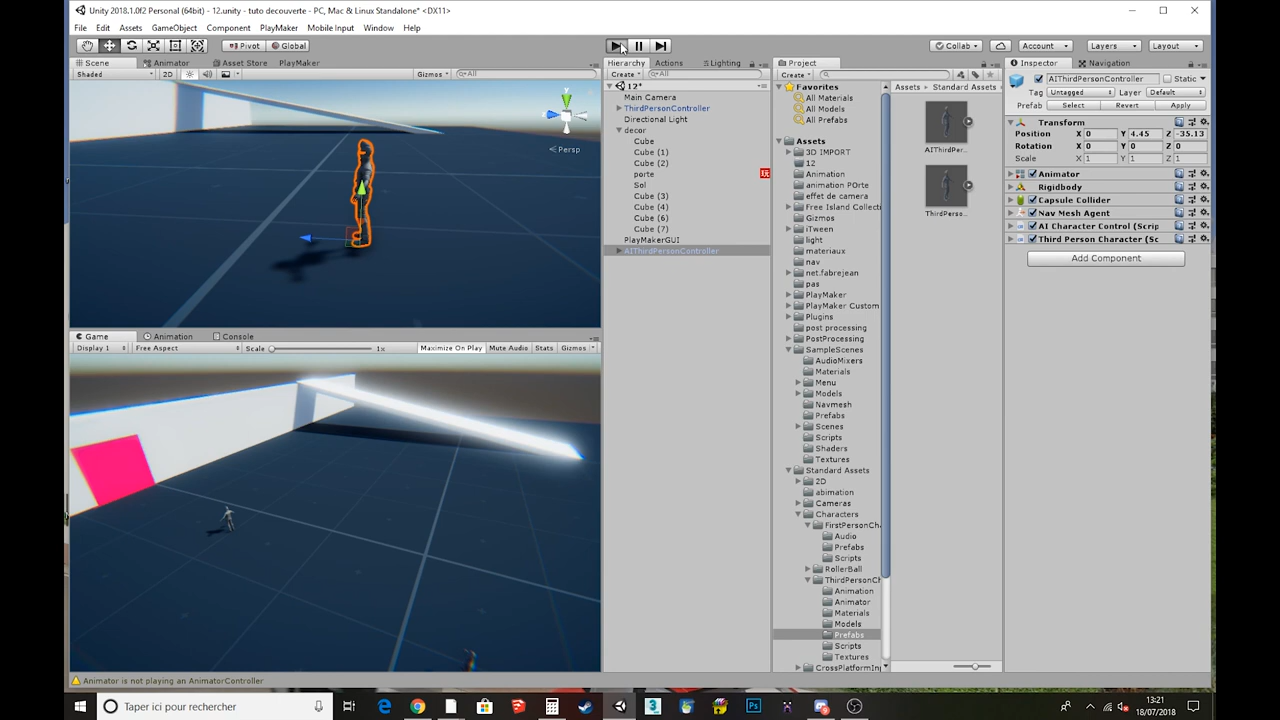 Unity 2018.1.0f2 Personal (64bit) - 12.unity - tuto decouverte - PC, Mac & Linux Standalone* <DX11>
File Edit Assets GameObject Component PlayMaker Mobile Input Window Help
Pivot Global Collab Account Layers Layout
Scene Animator Asset Store PlayMaker
Shaded 2D Gizmos All
Persp
Game Animation Console
Display 1 Free Aspect Scale 1x Maximize On Play Mute Audio Stats Gizmos
Animator is not playing an AnimatorController
Hierarchy Actions Lighting
Create All
12*
Main Camera
ThirdPersonController
Directional Light
decor
Cube
Cube (1)
Cube (2)
porte
Sol
Cube (3)
Cube (4)
Cube (6)
Cube (7)
PlayMakerGUI
AIThirdPersonController
Project
Create
Favorites
All Materials
All Models
All Prefabs
Assets
3D IMPORT
12
Animation
animation POrte
effet de camera
Free Island Collecti
Gizmos
iTween
light
materiaux
nav
net.fabrejean
pas
PlayMaker
PlayMaker Custom
Plugins
post processing
PostProcessing
SampleScenes
AudioMixers
Materials
Menu
Models
Navmesh
Prefabs
Scenes
Scripts
Shaders
Textures
Standard Assets
2D
abimation
Cameras
Characters
FirstPersonCha
Audio
Prefabs
Scripts
RollerBall
ThirdPersonCh
Animation
Animator
Materials
Models
Prefabs
Scripts
Textures
CrossPlatformInp
Assets Standard Assets
AIThirdPer...
ThirdPerso...
Inspector Navigation
AIThirdPersonController Static
Tag Untagged Layer Default
Prefab Select Revert Apply
Transform
Position X 0 Y 4.45 Z -35.13
Rotation X 0 Y 0 Z 0
Scale X 1 Y 1 Z 1
Animator
Rigidbody
Capsule Collider
Nav Mesh Agent
AI Character Control (Scrip
Third Person Character (Sc
Add Component
Taper ici pour rechercher
13:21
18/07/2018